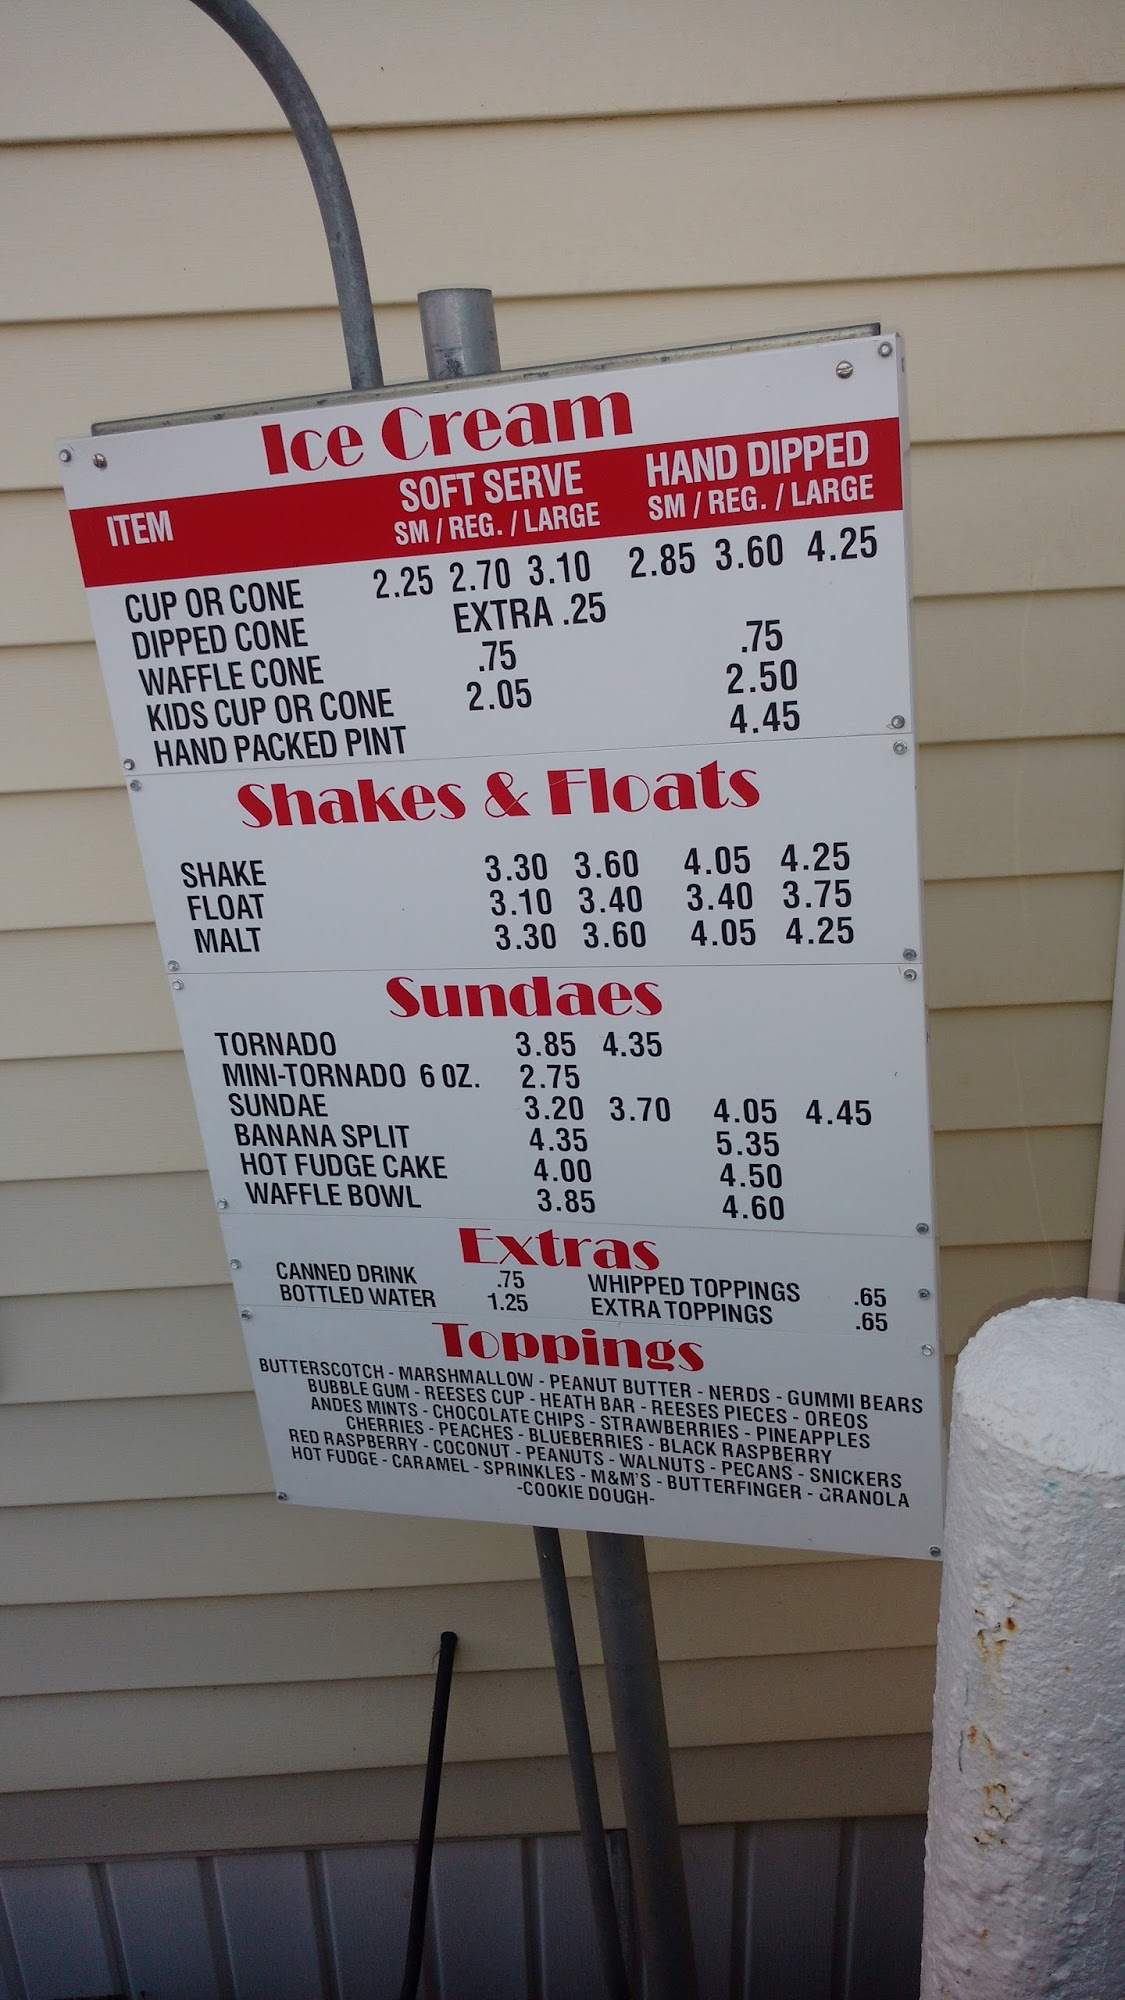 Ice Cream
ITEM SOFT SERVE HAND DIPPED
SM / REG. / LARGE SM / REG. / LARGE
CUP OR CONE 2.25 2.70 3.10 2.85 3.60 4.25
DIPPED CONE EXTRA .25
WAFFLE CONE .75 .75
KIDS CUP OR CONE 2.05 2.50
HAND PACKED PINT 4.45
Shakes & Floats
SHAKE 3.30 3.60 4.05 4.25
FLOAT 3.10 3.40 3.40 3.75
MALT 3.30 3.60 4.05 4.25
Sundaes
TORNADO 3.85 4.35
MINI-TORNADO 6 OZ. 2.75
SUNDAE 3.20 3.70 4.05 4.45
BANANA SPLIT 4.35 5.35
HOT FUDGE CAKE 4.00 4.50
WAFFLE BOWL 3.85 4.60
Extras
CANNED DRINK .75 WHIPPED TOPPINGS .65
BOTTLED WATER 1.25 EXTRA TOPPINGS .65
Toppings
BUTTERSCOTCH - MARSHMALLOW - PEANUT BUTTER - NERDS - GUMMI BEARS
BUBBLE GUM - REESES CUP - HEATH BAR - REESES PIECES - OREOS
ANDES MINTS - CHOCOLATE CHIPS - STRAWBERRIES - PINEAPPLES
CHERRIES - PEACHES - BLUEBERRIES - BLACK RASPBERRY
RED RASPBERRY - COCONUT - PEANUTS - WALNUTS - PECANS - SNICKERS
HOT FUDGE - CARAMEL - SPRINKLES - M&M'S - BUTTERFINGER - GRANOLA
-COOKIE DOUGH-